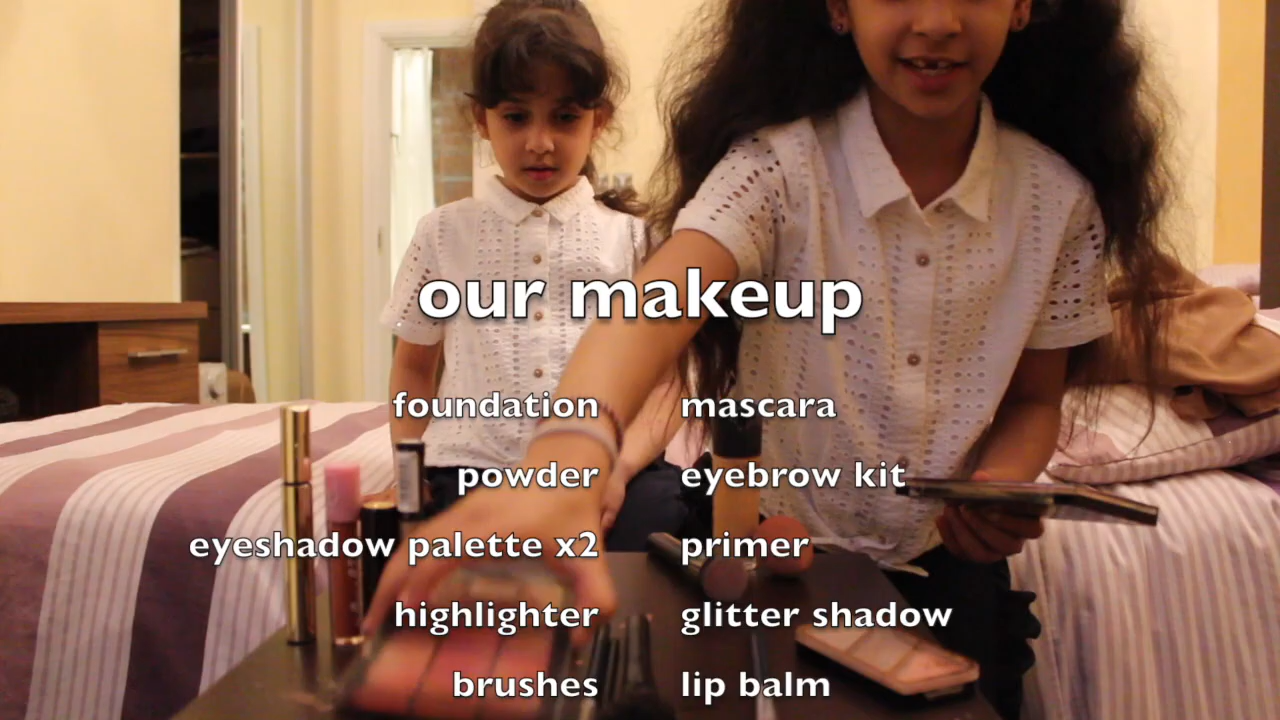 our makeup
foundation mascara
powder eyebrow kit
eyeshadow palette x2 primer
highlighter glitter shadow
brushes lip balm